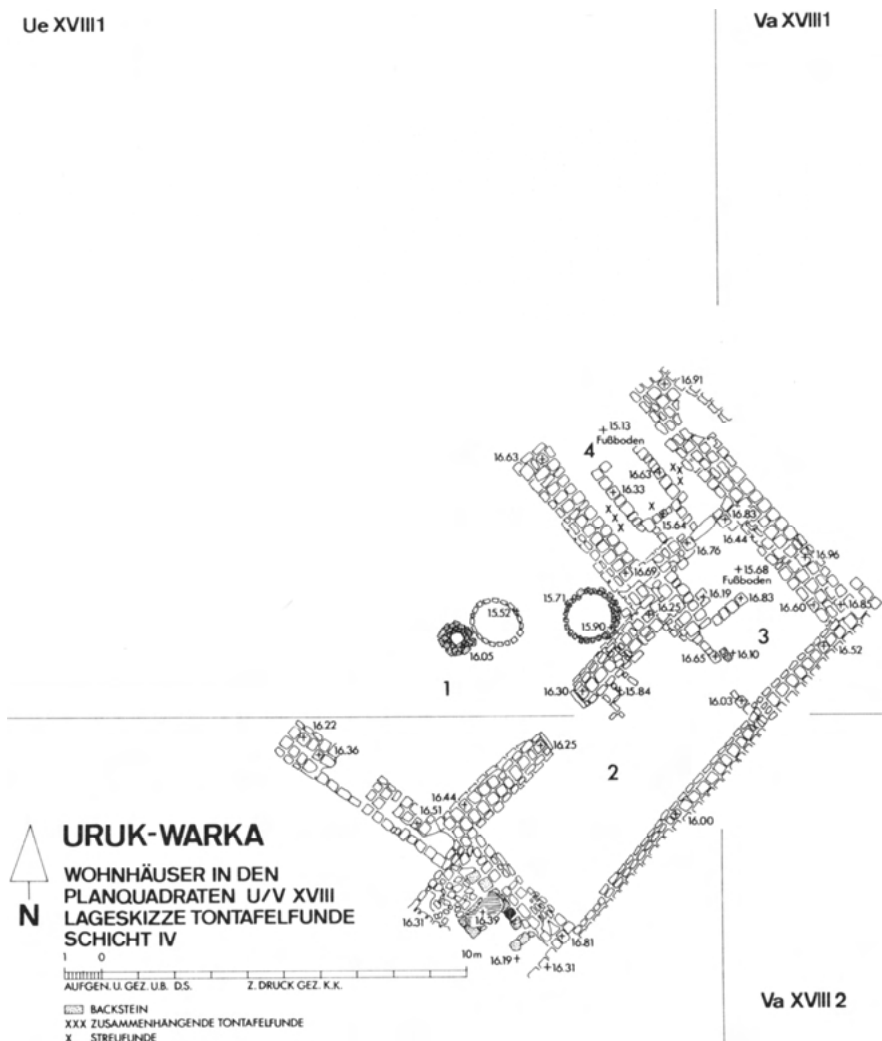 Ue XVIII1
Va XVIII1
16.91
15.13
Fußboden
4
16.63
16.63
16.33
15.64
16.83
16.44
16.76
16.96
15.68
Fußboden
16.69
16.19
16.83
16.25
16.60
16.85
15.71
15.52
15.90
16.05
3
16.65
16.10
16.52
1
16.30
15.84
16.03
16.22
16.36
16.25
2
16.44
16.51
16.00
16.31
16.39
16.81
16.19
16.31
N
URUK-WARKA
WOHNHÄUSER IN DEN
PLANQUADRATEN U/V XVIII
LAGESKIZZE TONTAFELFUNDE
SCHICHT IV
1 0 10m
AUFGEN. U. GEZ. U.B. D.S. Z. DRUCK GEZ. K.K.
BACKSTEIN
XXX ZUSAMMENHÄNGENDE TONTAFELFUNDE
X STREUFUNDE
Va XVIII2